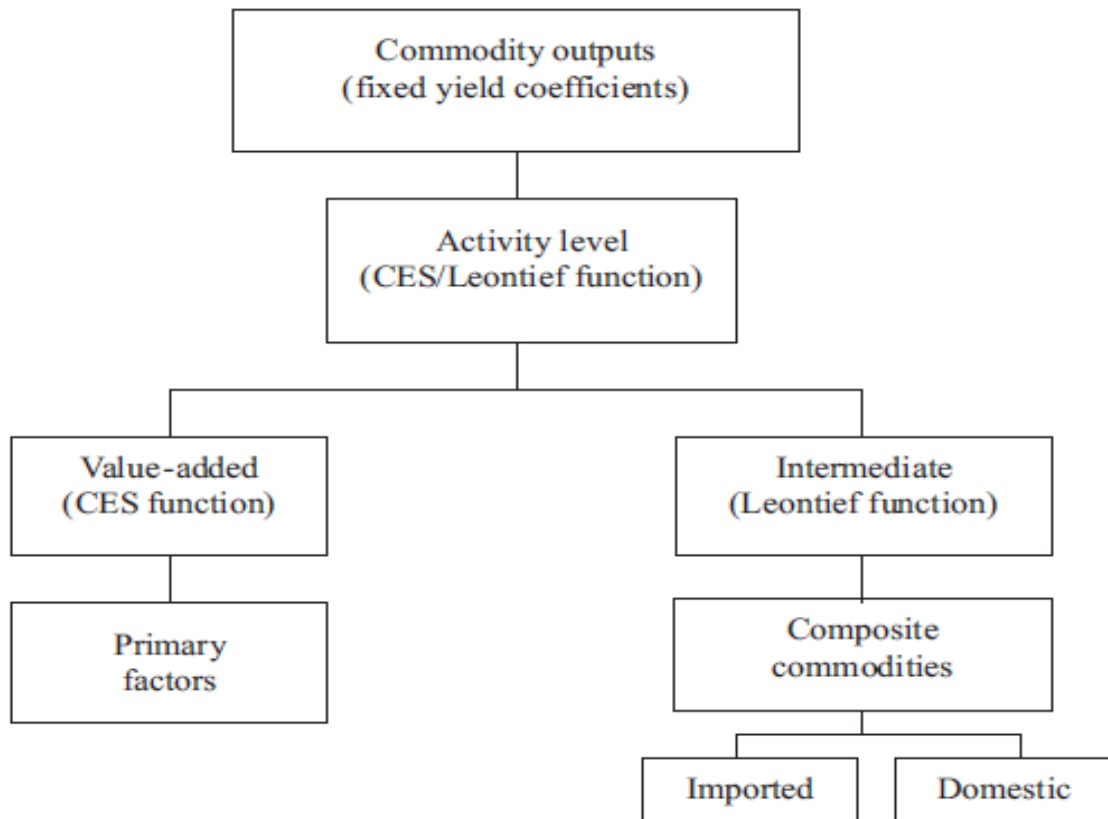 Commodity outputs
(fixed yield coefficients)
Activity level
(CES/Leontief function)
Value-added
(CES function)
Intermediate
(Leontief function)
Primary
factors
Composite
commodities
Imported
Domestic